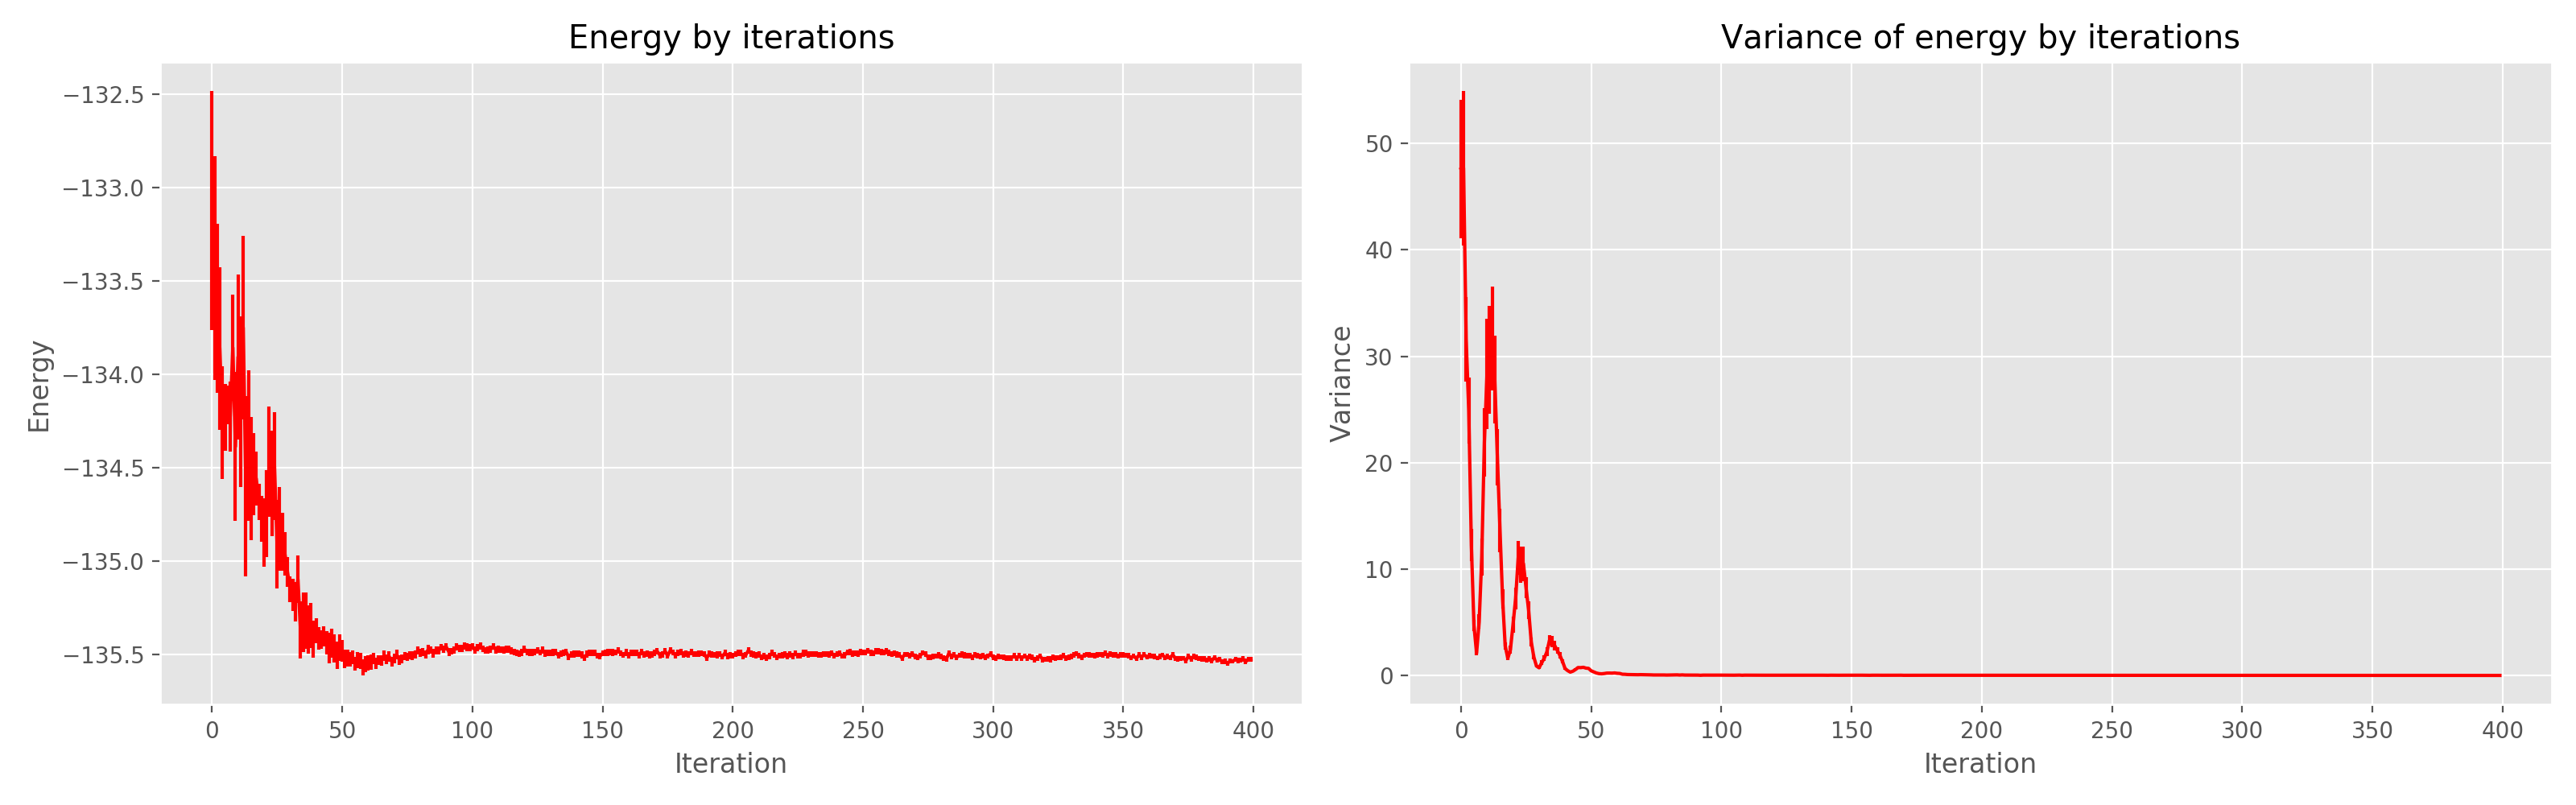 Energy by iterations
Energy
−132.5
−133.0
−133.5
−134.0
−134.5
−135.0
−135.5
0 50 100 150 200 250 300 350 400
Iteration
Variance of energy by iterations
Variance
50
40
30
20
10
0
0 50 100 150 200 250 300 350 400
Iteration